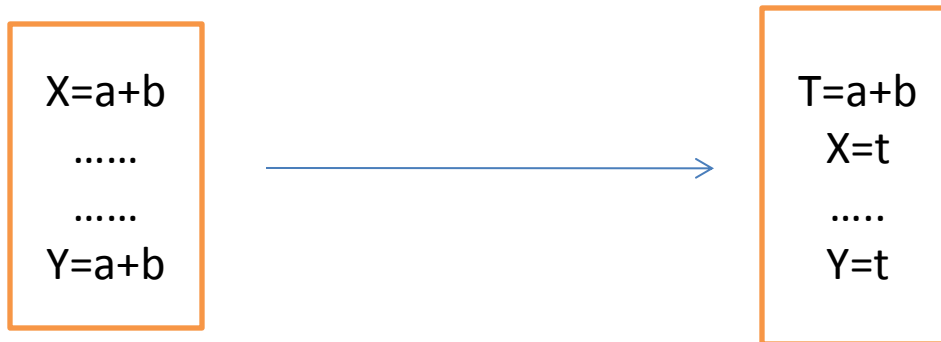 X=a+b
……
……
Y=a+b
T=a+b
X=t
…..
Y=t